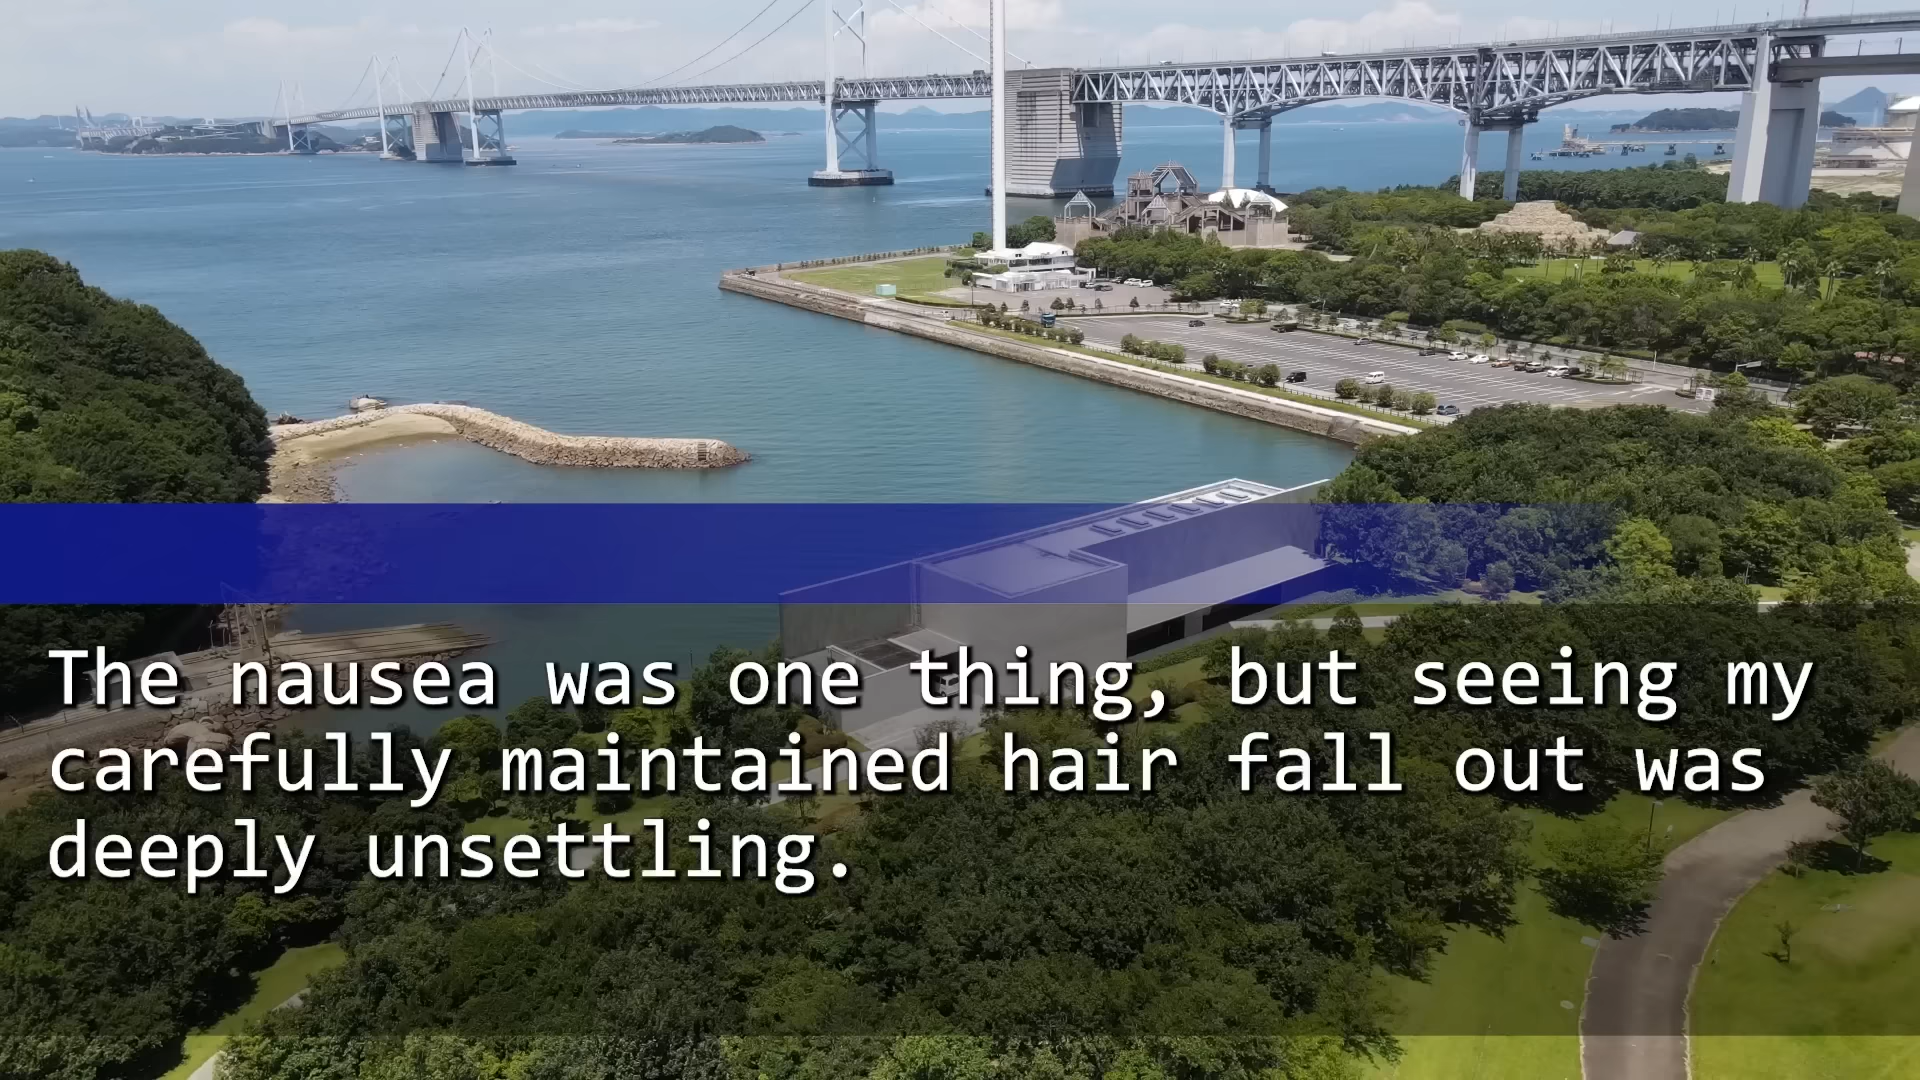 The nausea was one thing, but seeing my
carefully maintained hair fall out was
deeply unsettling.